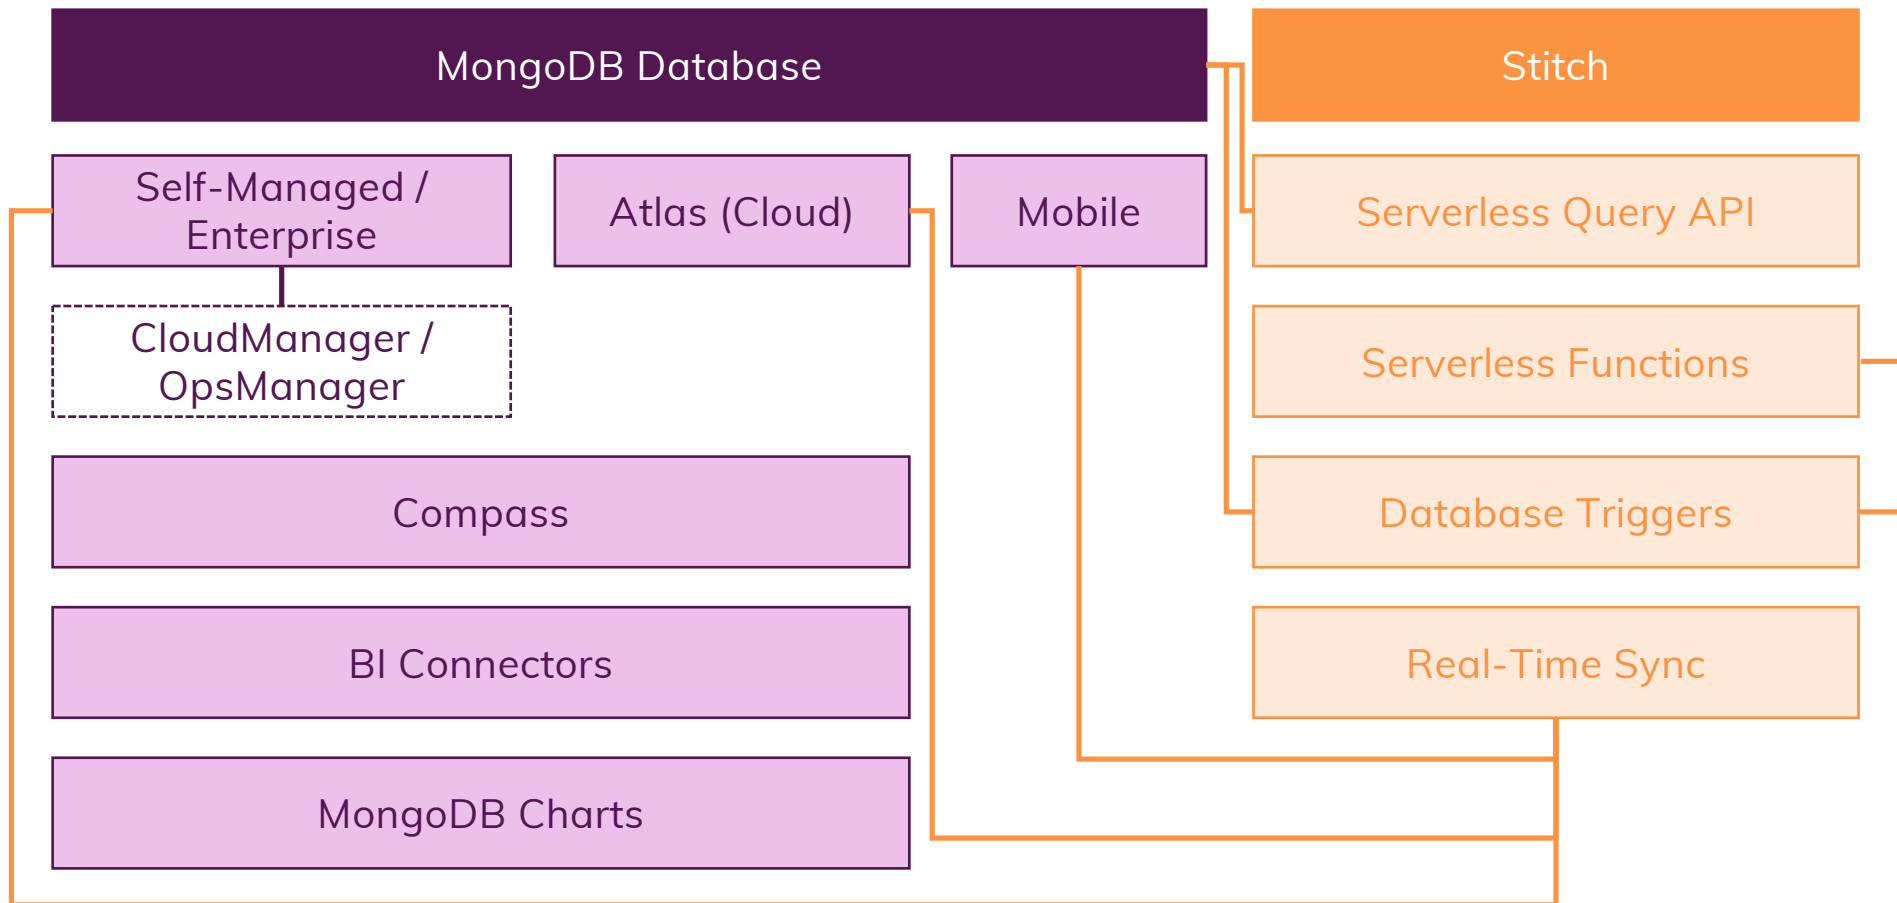 MongoDB Database
Stitch
Self-Managed /
Enterprise
Atlas (Cloud)
Mobile
Serverless Query API
CloudManager /
OpsManager
Serverless Functions
Compass
Database Triggers
BI Connectors
Real-Time Sync
MongoDB Charts